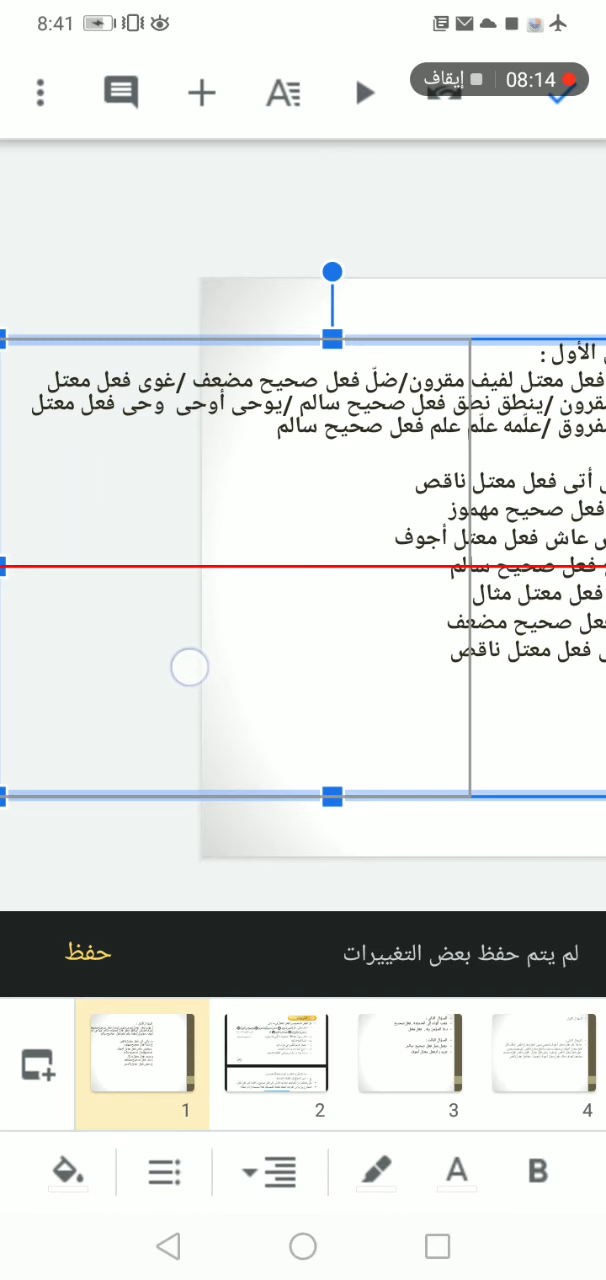 8:41
إيقاف 08:14
الأول :
فعل معتل لفيف مقرون/ضلّ فعل صحيح مضعف /غوى فعل معتل
قرون /ينطق نطق فعل صحيح سالم /يوحى أوحى وحى فعل معتل
مفروق /علّمه علّم علم فعل صحيح سالم
أتى فعل معتل ناقص
فعل صحيح مهموز
عاش فعل معتل أجوف
فعل صحيح سالم
فعل معتل مثال
فعل صحيح مضعف
فعل معتل ناقص
لم يتم حفظ بعض التغييرات
حفظ
1
2
3
4
A
B